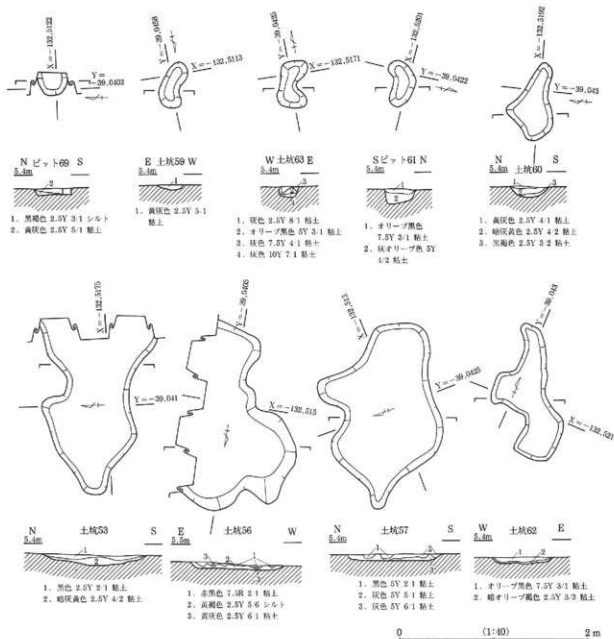 X=-132,5122
Y=
-39,0403
Y=-39,0408
X=-132,5113
Y=-39,0425
X=-132,5171
X=-132,5201
Y=-39,0422
X=-132,5192
Y=-39,043
N ピット69 S
5.4m
1. 黒褐色 2.5Y 3/1 シルト
2. 黄灰色 2.5Y 5/1 粘土
E 土坑59 W
5.4m
1. 黄灰色 2.5Y 5/1
粘土
W 土坑63 E
5.4m
1. 灰色 2.5Y 8/1 粘土
2. オリーブ黒色 5Y 3/1 粘土
3. 灰色 7.5Y 4/1 粘土
4. 灰色 10Y 7/1 粘土
S ピット61 N
5.4m
1. オリーブ黒色
7.5Y 3/1 粘土
2. 灰オリーブ色 5Y
4/2 粘土
N 土坑60 S
5.4m
1. 黄灰色 2.5Y 4/1 粘土
2. 暗灰黄色 2.5Y 4/2 粘土
3. 黒褐色 2.5Y 3/2 粘土
X=-132,5175
Y=-39,041
X=-132,515
X=-132,513
Y=-39,0425
Y=-39,043
X=-132,521
N 土坑53 S
5.4m
1. 黒色 2.5Y 2/1 粘土
2. 暗灰黄色 2.5Y 4/2 粘土
E 土坑56 W
5.5m
1. 赤黒色 7.5R 2/1 粘土
2. 黄褐色 2.5Y 5/6 シルト
3. 黄灰色 2.5Y 6/1 粘土
N 土坑57 S
5.4m
1. 黒色 5Y 2/1 粘土
2. 灰色 5Y 5/1 粘土
3. 灰色 5Y 6/1 粘土
W 土坑62 E
5.4m
1. オリーブ黒色 7.5Y 3/1 粘土
2. 暗オリーブ褐色 2.5Y 3/3 粘土
0 (1:40) 2 m